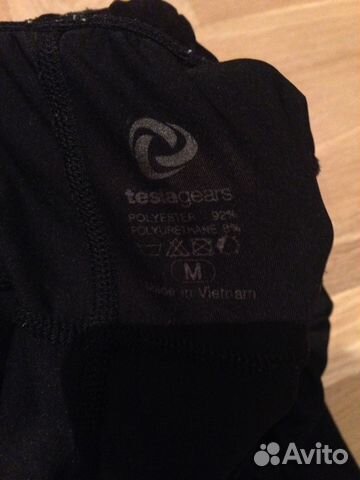 teslagears
POLYESTER 92%
POLYURETHANE 8%
M
Made in Vietnam
Avito